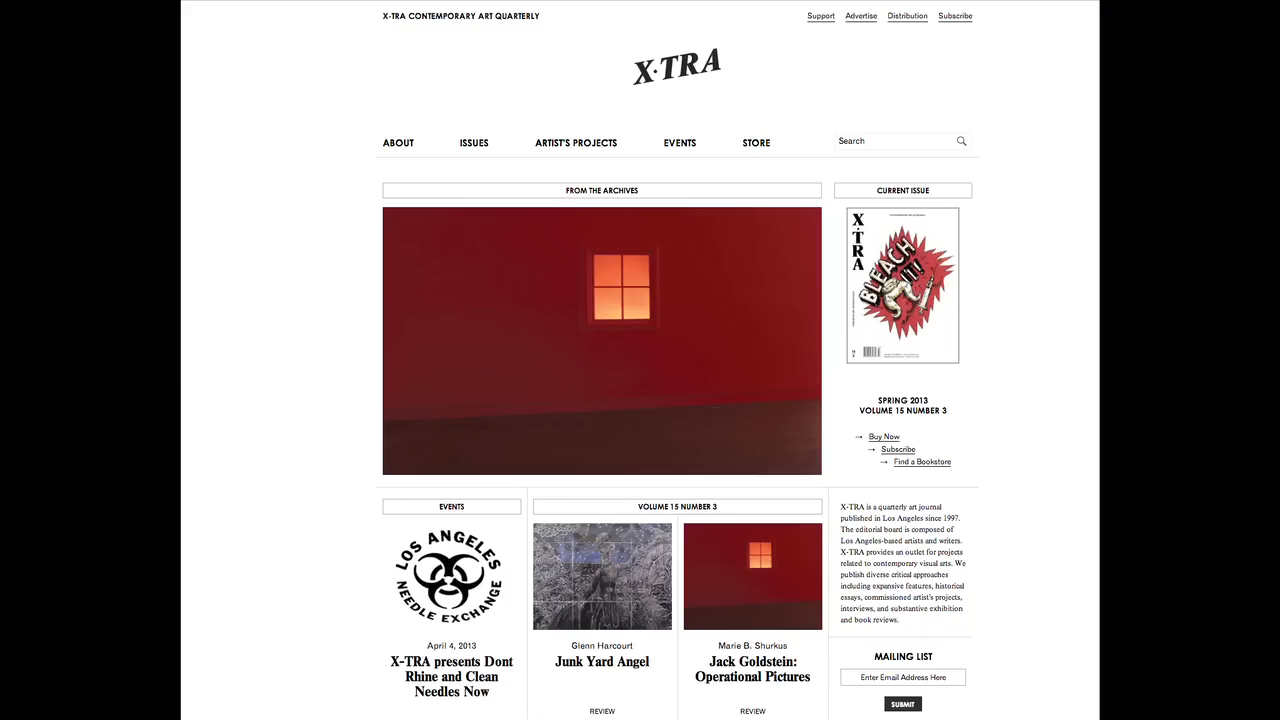 X-TRA CONTEMPORARY ART QUARTERLY
Support Advertise Distribution Subscribe
X·TRA
ABOUT ISSUES ARTIST'S PROJECTS EVENTS STORE
Search
FROM THE ARCHIVES
CURRENT ISSUE
X·TRA
BLEACH IT!!
SPRING 2013
VOLUME 15 NUMBER 3
→ Buy Now
→ Subscribe
→ Find a Bookstore
EVENTS
LOS ANGELES
NEEDLE EXCHANGE
April 4, 2013
X-TRA presents Dont
Rhine and Clean
Needles Now
VOLUME 15 NUMBER 3
Glenn Harcourt
Junk Yard Angel
REVIEW
Marie B. Shurkus
Jack Goldstein:
Operational Pictures
REVIEW
X-TRA is a quarterly art journal
published in Los Angeles since 1997.
The editorial board is composed of
Los Angeles-based artists and writers.
X-TRA provides an outlet for projects
related to contemporary visual arts. We
publish diverse critical approaches
including expansive features, historical
essays, commissioned artist's projects,
interviews, and substantive exhibition
and book reviews.
MAILING LIST
Enter Email Address Here
SUBMIT